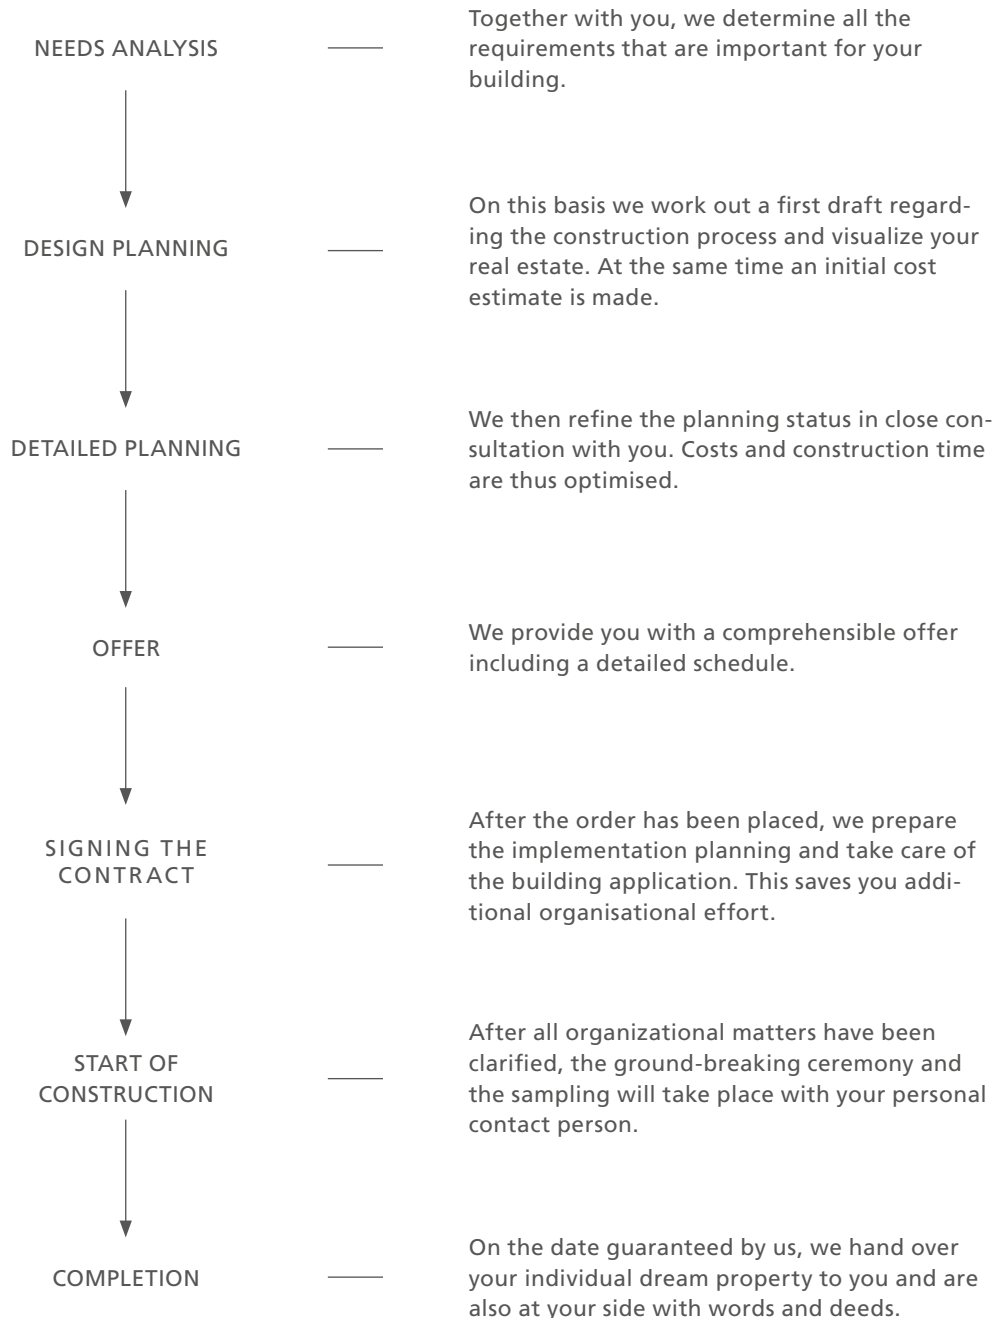 NEEDS ANALYSIS
Together with you, we determine all the
requirements that are important for your
building.
DESIGN PLANNING
On this basis we work out a first draft regard-
ing the construction process and visualize your
real estate. At the same time an initial cost
estimate is made.
DETAILED PLANNING
We then refine the planning status in close con-
sultation with you. Costs and construction time
are thus optimised.
OFFER
We provide you with a comprehensible offer
including a detailed schedule.
SIGNING THE
CONTRACT
After the order has been placed, we prepare
the implementation planning and take care of
the building application. This saves you addi-
tional organisational effort.
START OF
CONSTRUCTION
After all organizational matters have been
clarified, the ground-breaking ceremony and
the sampling will take place with your personal
contact person.
COMPLETION
On the date guaranteed by us, we hand over
your individual dream property to you and are
also at your side with words and deeds.